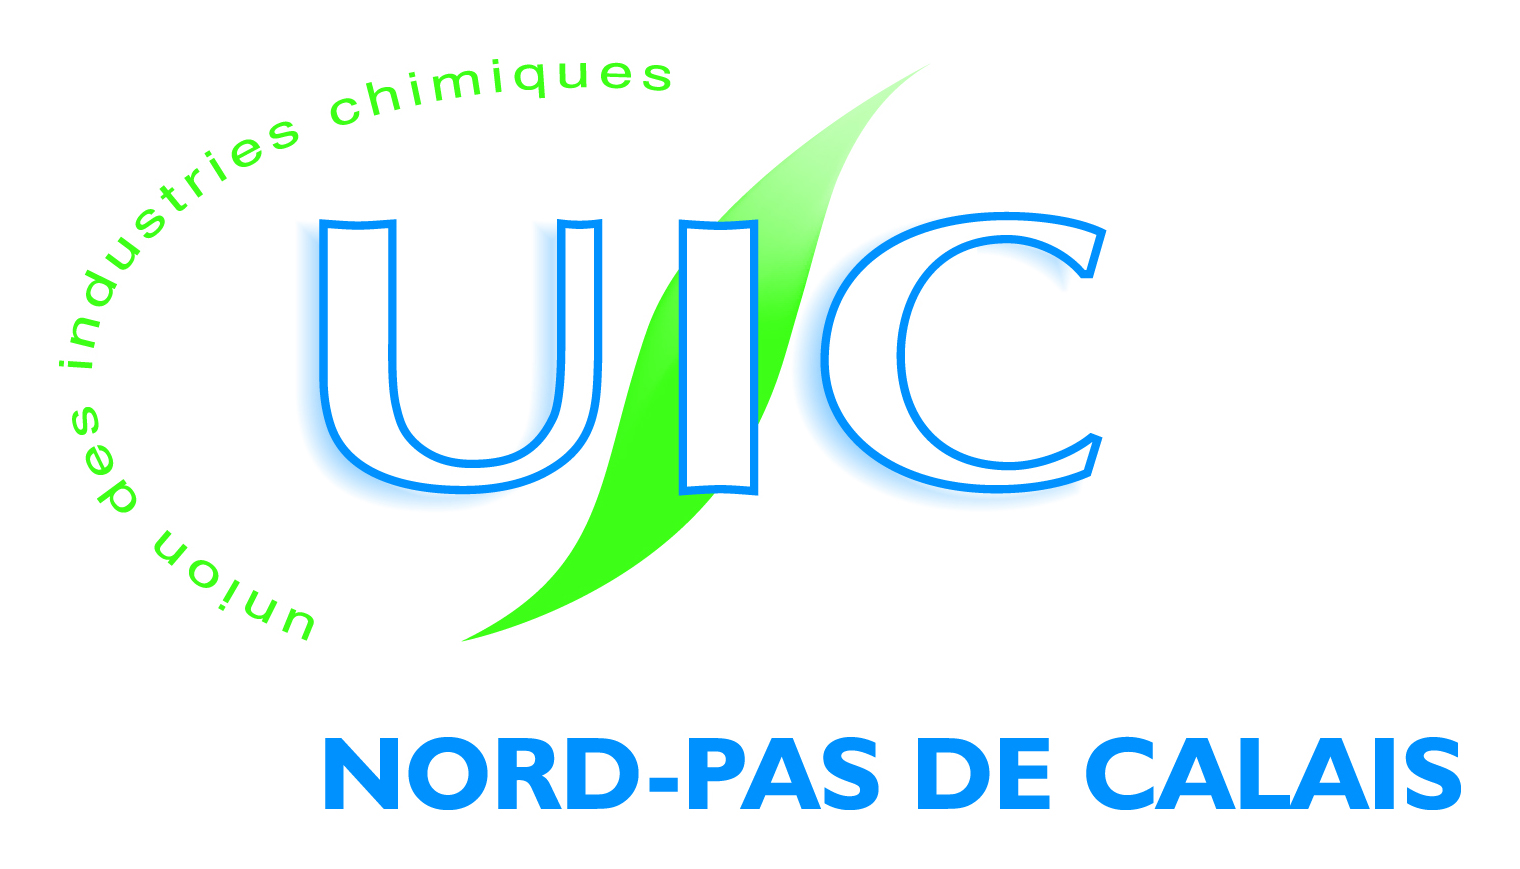 union des industries chimiques
UIC
NORD-PAS DE CALAIS